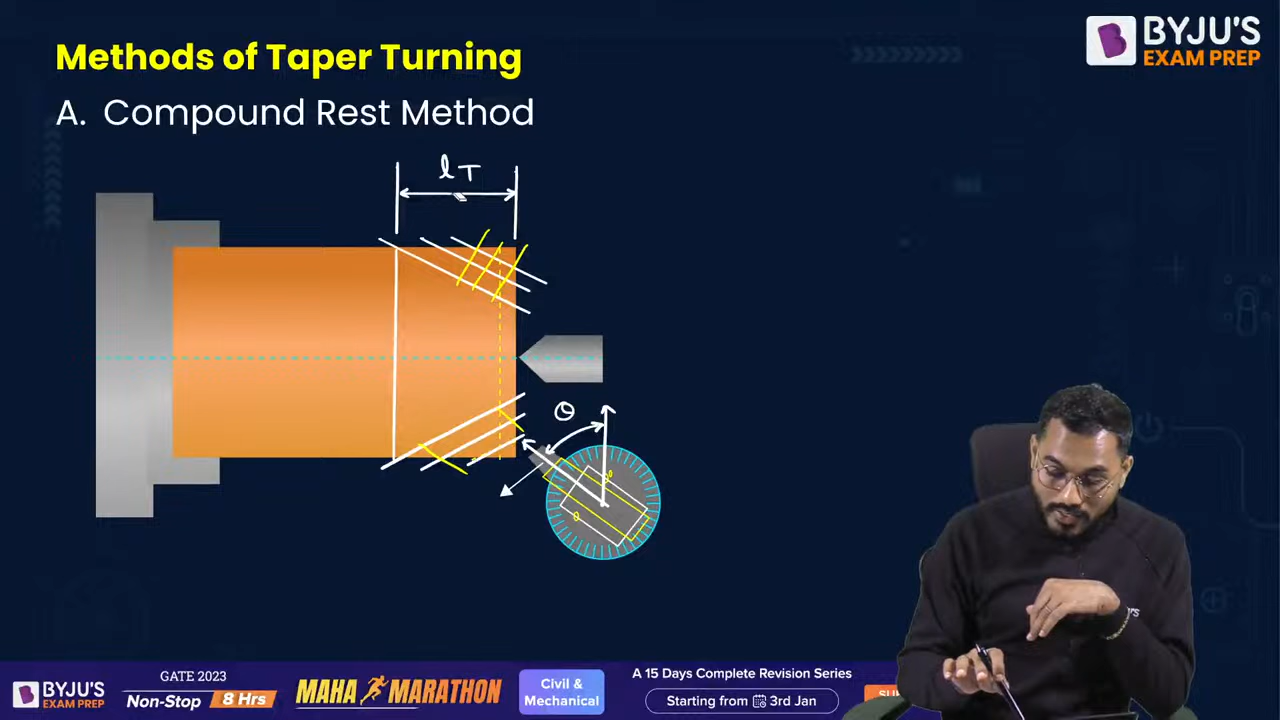 Methods of Taper Turning
BYJU'S
EXAM PREP
A. Compound Rest Method
lT
θ
0
θ
BYJU'S
EXAM PREP
GATE 2023
Non-Stop 8 Hrs
MAHA MARATHON
Civil &
Mechanical
A 15 Days Complete Revision Series
Starting from 3rd Jan